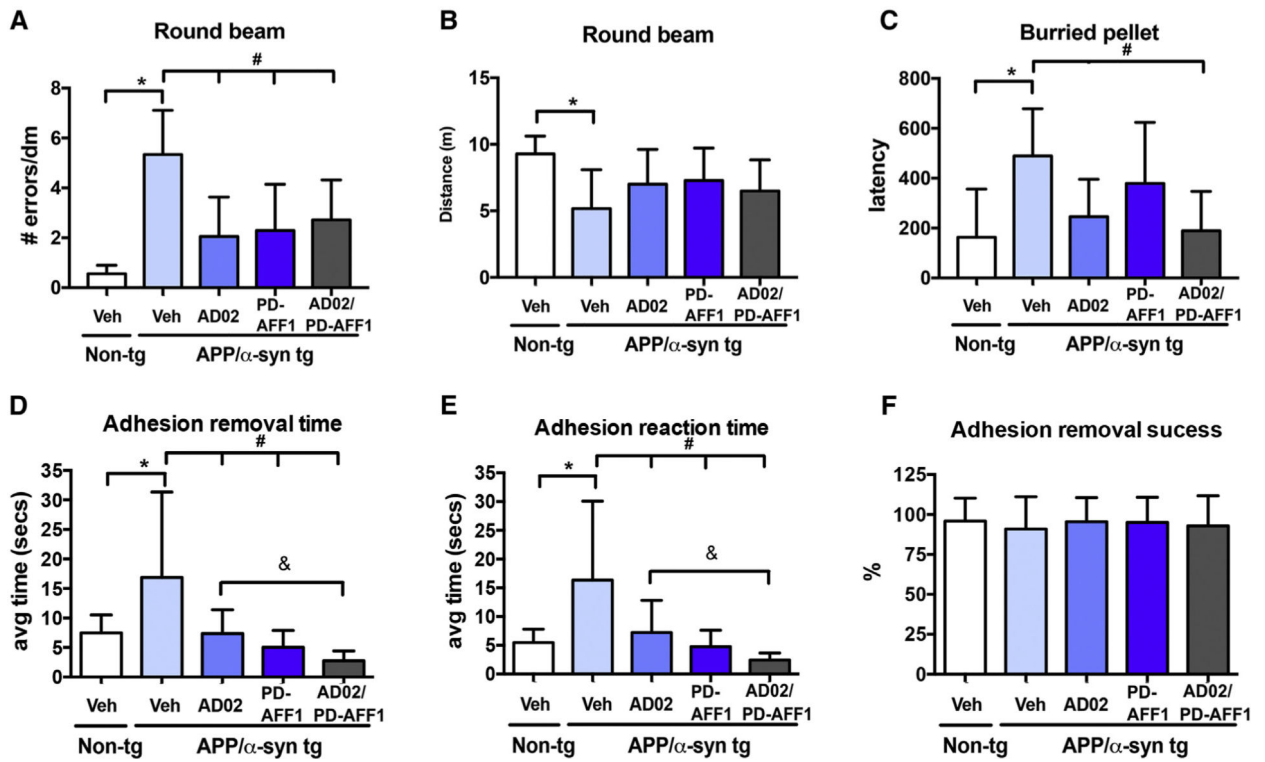 A
Round beam
#
*
# errors/dm
8
6
4
2
0
Veh
Veh
AD02
PD-
AFF1
AD02/
PD-AFF1
Non-tg
APP/α-syn tg
B
Round beam
*
Distance (m)
15
10
5
0
Veh
Veh
AD02
PD-
AFF1
AD02/
PD-AFF1
Non-tg
APP/α-syn tg
C
Burried pellet
#
*
latency
800
600
400
200
0
Veh
Veh
AD02
PD-
AFF1
AD02/
PD-AFF1
Non-tg
APP/α-syn tg
D
Adhesion removal time
#
*
&
avg time (secs)
35
30
25
20
15
10
5
0
Veh
Veh
AD02
PD-
AFF1
AD02/
PD-AFF1
Non-tg
APP/α-syn tg
E
Adhesion reaction time
#
*
&
avg time (secs)
35
30
25
20
15
10
5
0
Veh
Veh
AD02
PD-
AFF1
AD02/
PD-AFF1
Non-tg
APP/α-syn tg
F
Adhesion removal sucess
%
125
100
75
50
25
0
Veh
Veh
AD02
PD-
AFF1
AD02/
PD-AFF1
Non-tg
APP/α-syn tg